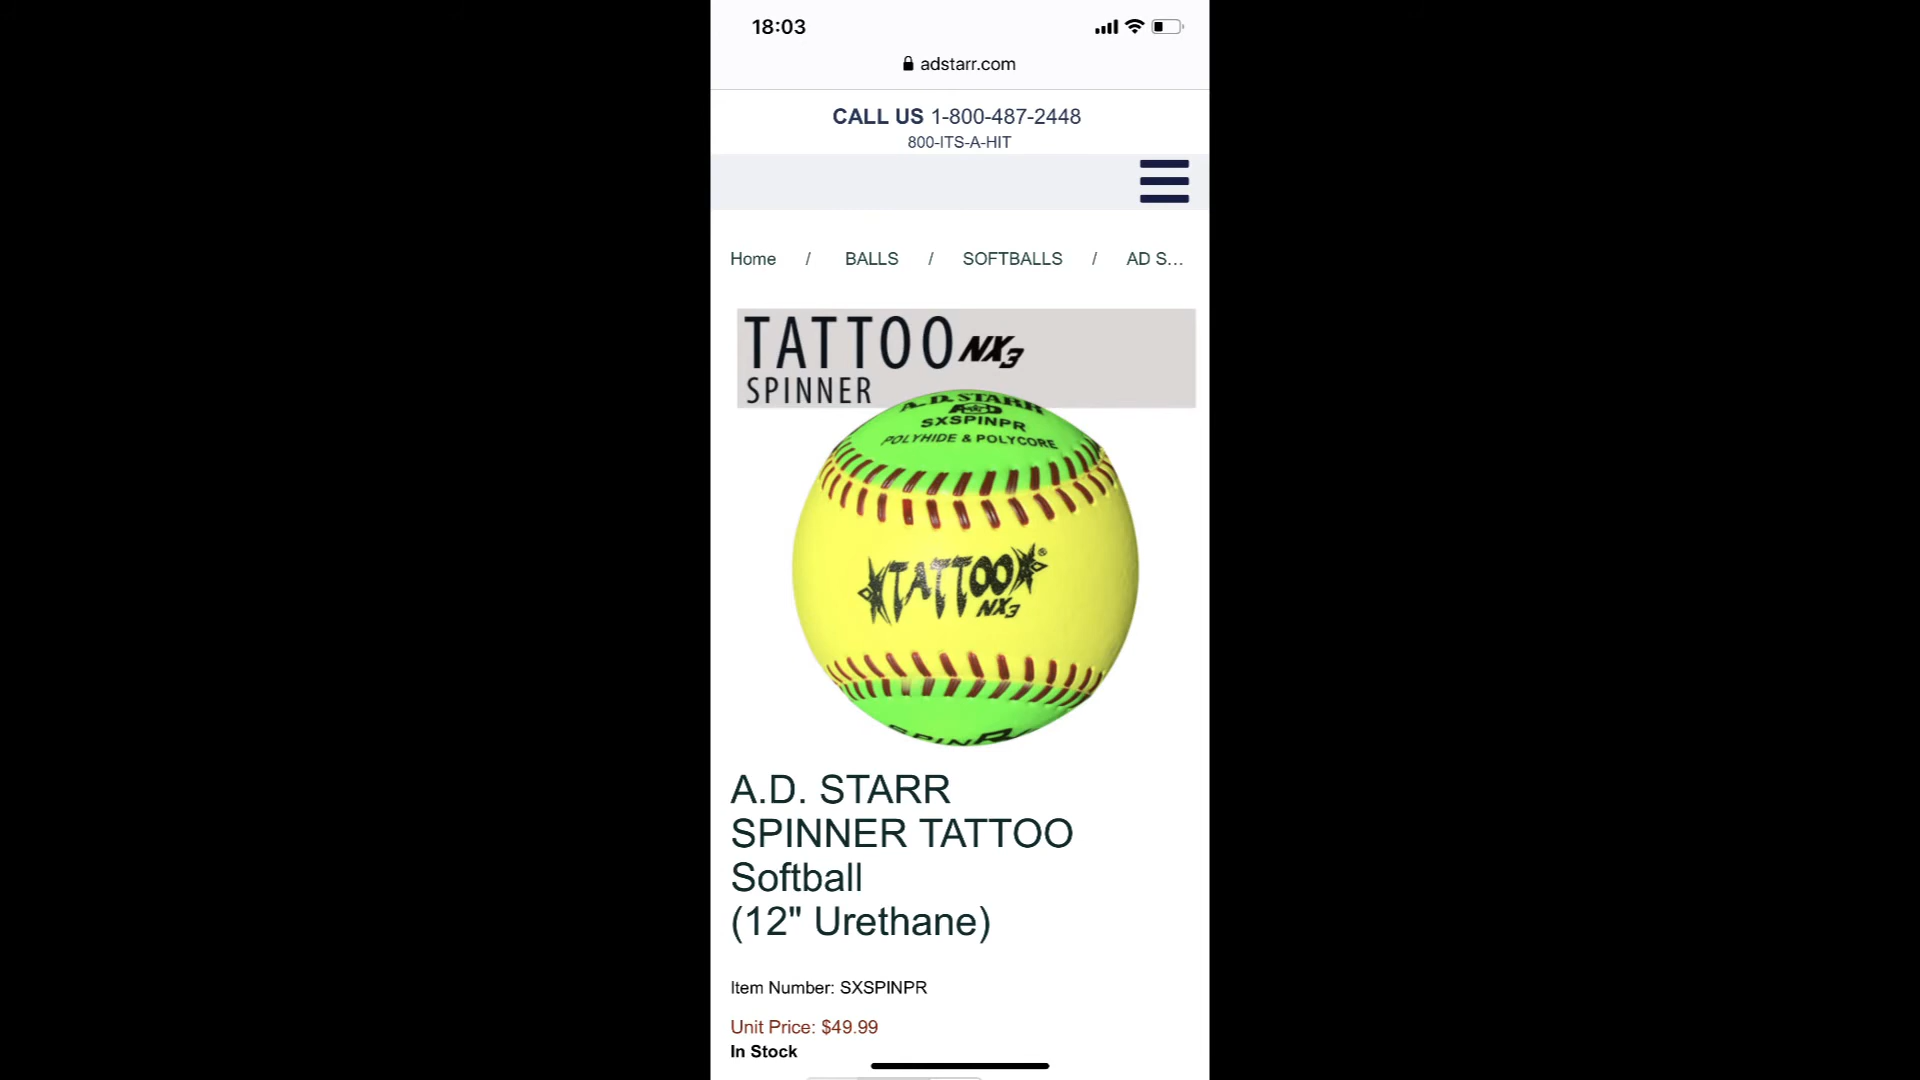 18:03
adstarr.com
CALL US 1-800-487-2448
800-ITS-A-HIT
Home / BALLS / SOFTBALLS / AD S...
TATTOO NX3
SPINNER
A.D. STARR
AD
SXSPINPR
POLYHIDE & POLYCORE
TATTOO®
NX3
A.D. STARR
SPINNER TATTOO
Softball
(12" Urethane)
Item Number: SXSPINPR
Unit Price: $49.99
In Stock